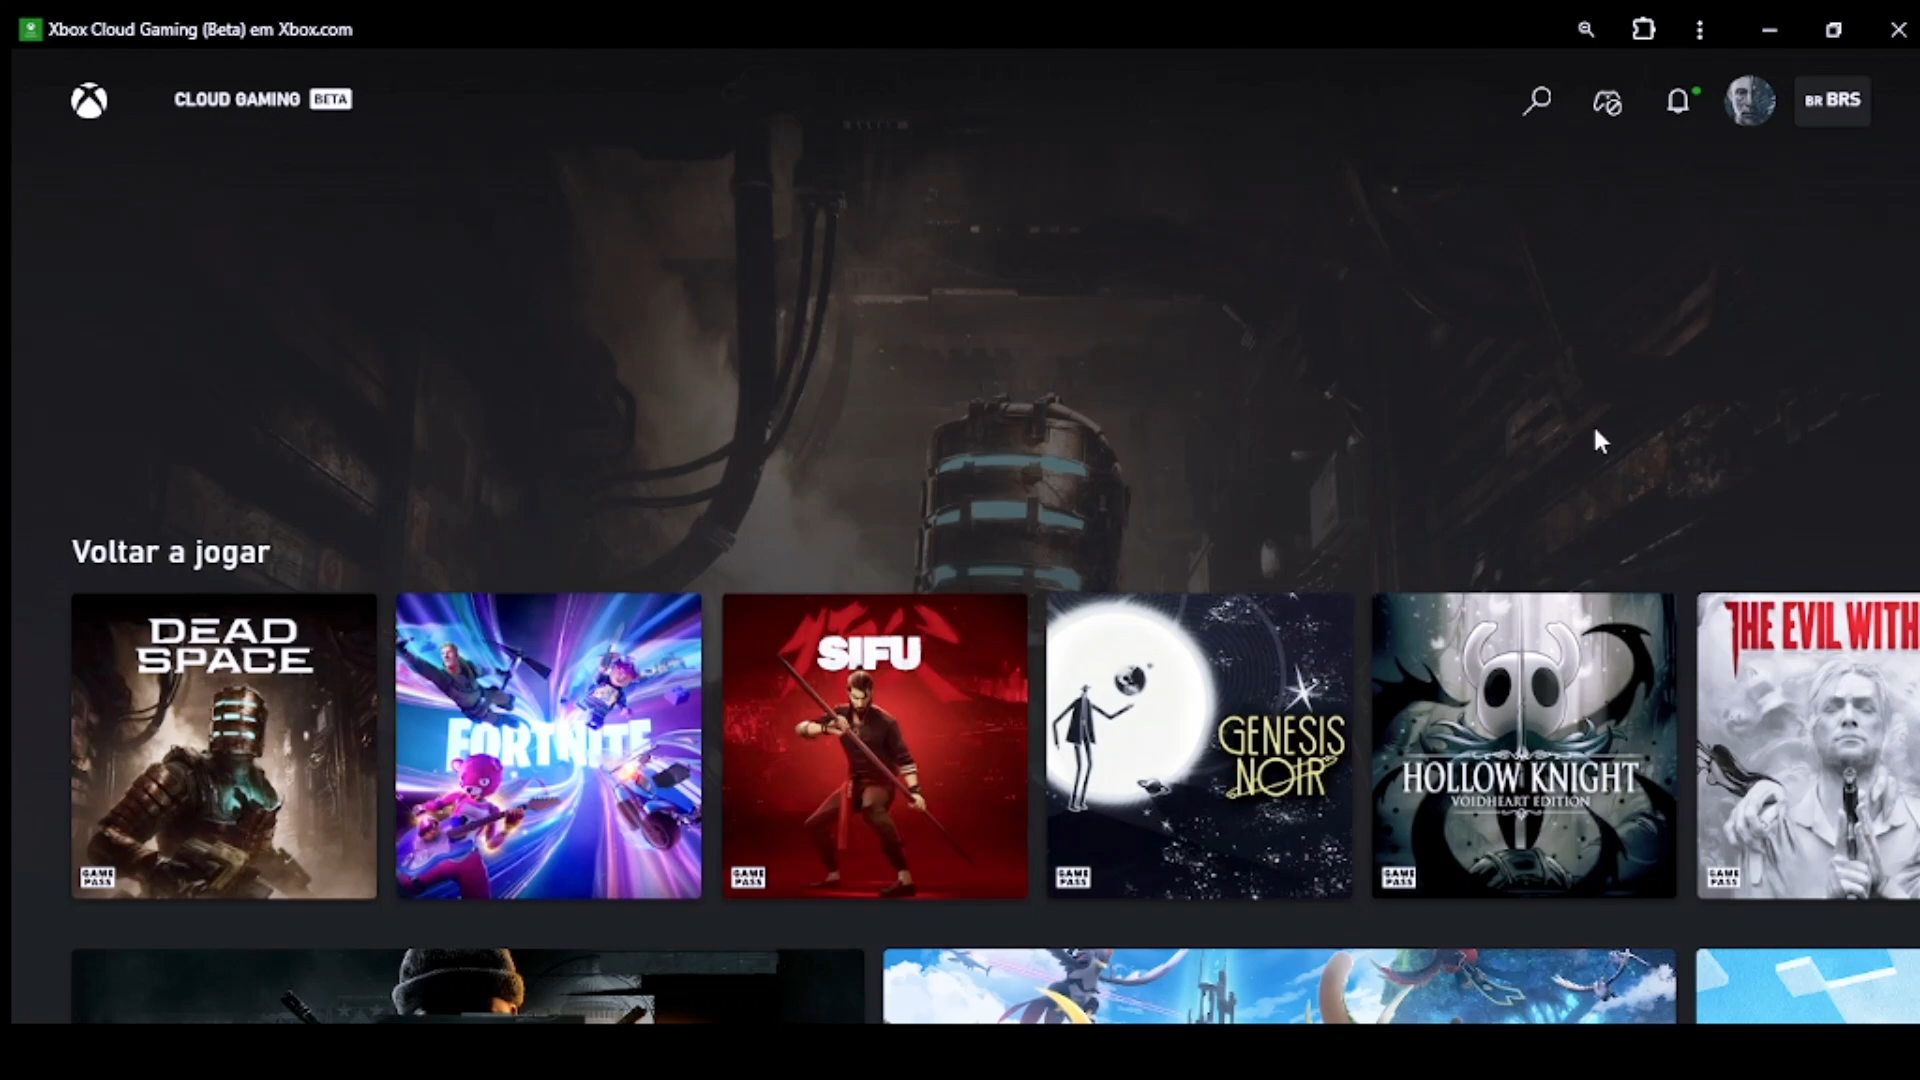 Xbox Cloud Gaming (Beta) em Xbox.com
CLOUD GAMING BETA
BR BRS
Voltar a jogar
DEAD
SPACE
GAME
PASS
FORTNITE
SIFU
GAME
PASS
GENESIS
NOIR
GAME
PASS
HOLLOW KNIGHT
VOIDHEART EDITION
GAME
PASS
THE EVIL WITH
GAME
PASS